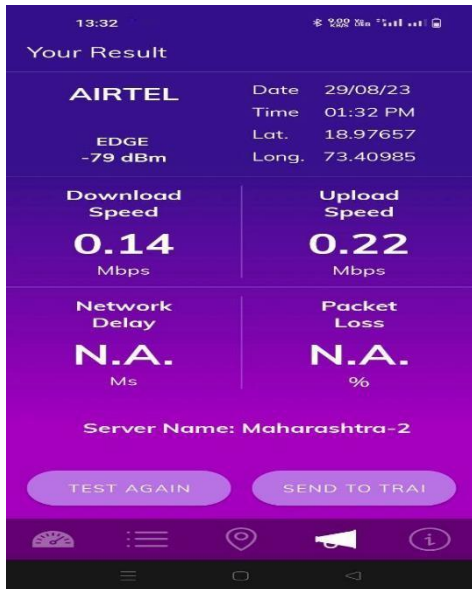 13:32
Your Result
AIRTEL
EDGE
-79 dBm
Date 29/08/23
Time 01:32 PM
Lat. 18.97657
Long. 73.40985
Download
Speed
0.14
Mbps
Upload
Speed
0.22
Mbps
Network
Delay
N.A.
Ms
Packet
Loss
N.A.
%
Server Name: Maharashtra-2
TEST AGAIN
SEND TO TRAI